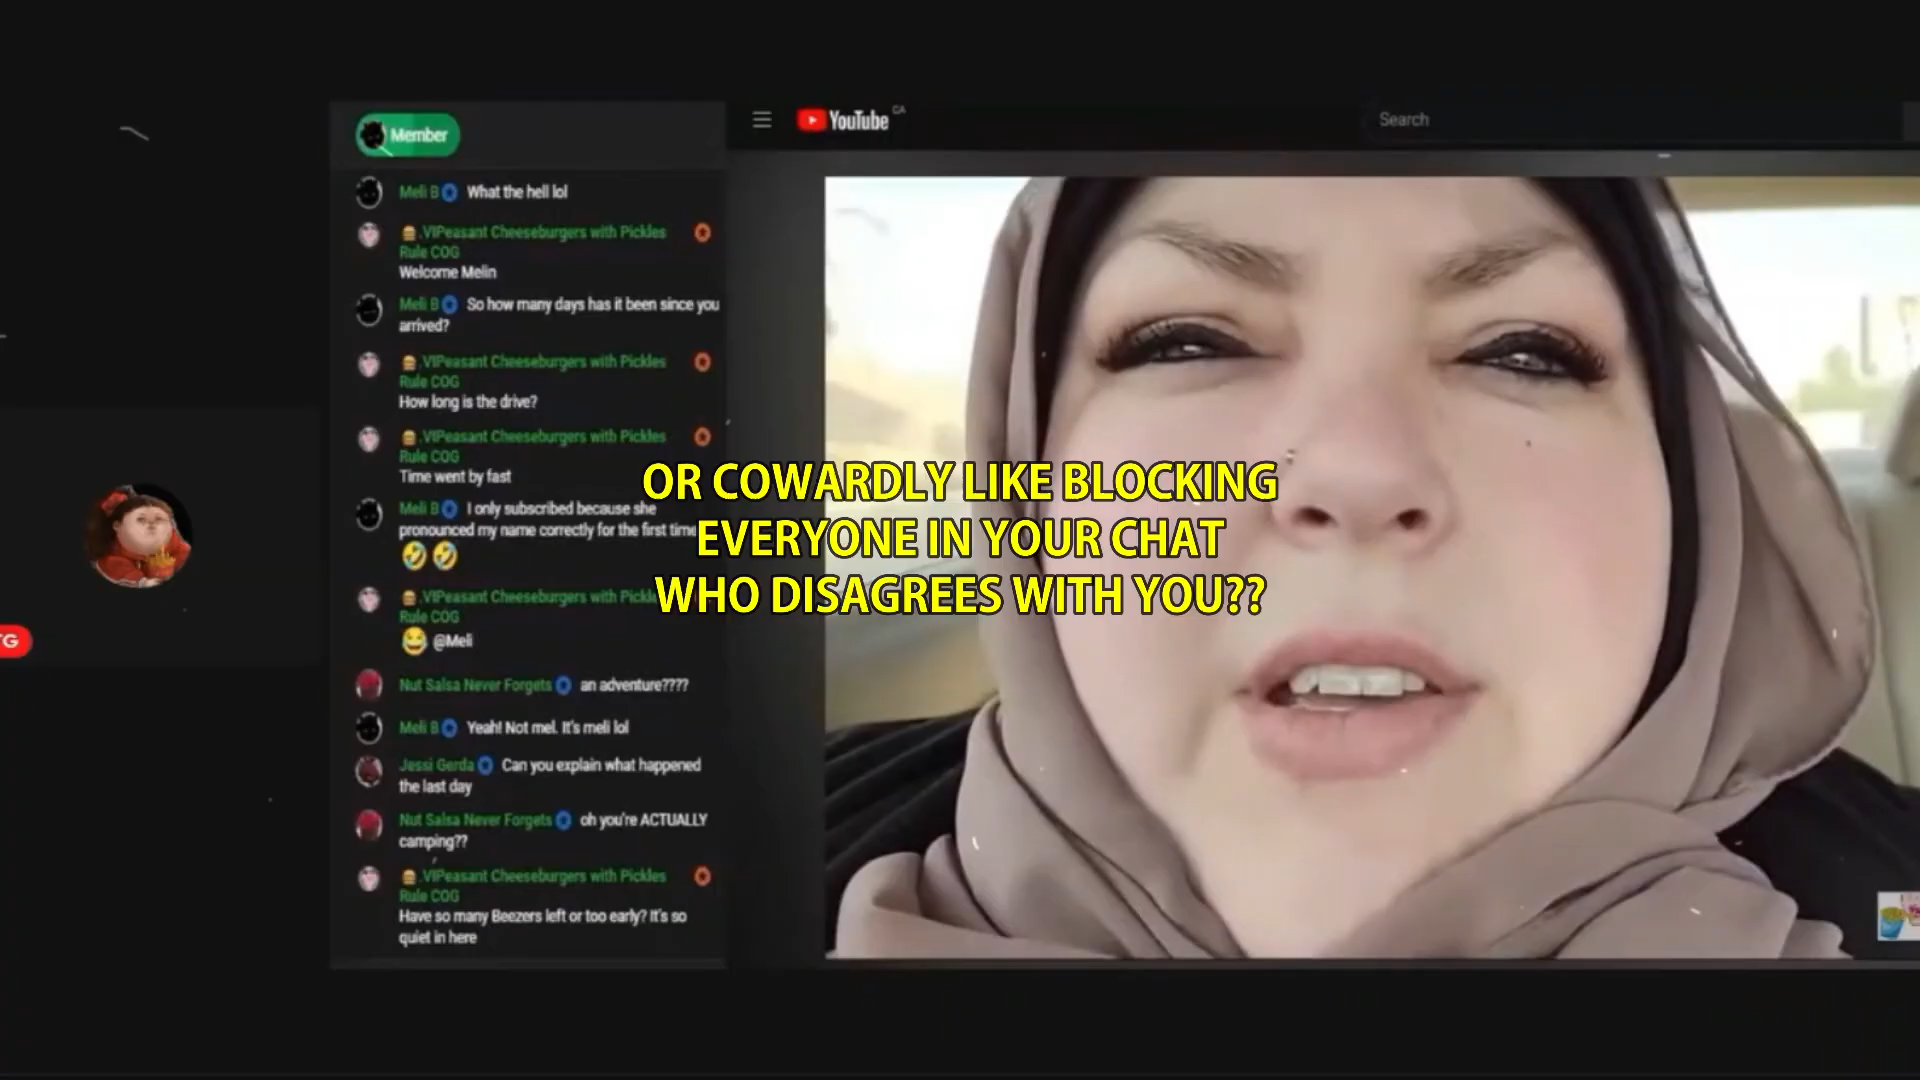 Member
YouTube CA
Search
Meli B What the hell lol
.VIPeasant Cheeseburgers with Pickles
Rule COG
Welcome Melin
Meli B So how many days has it been since you
arrived?
.VIPeasant Cheeseburgers with Pickles
Rule COG
How long is the drive?
.VIPeasant Cheeseburgers with Pickles
Rule COG
Time went by fast
Meli B I only subscribed because she
pronounced my name correctly for the first time
.VIPeasant Cheeseburgers with Pickles
Rule COG
@Meli
Nut Salsa Never Forgets an adventure????
Meli B Yeah! Not mel. It's meli lol
Jessi Gerda Can you explain what happened
the last day
Nut Salsa Never Forgets oh you're ACTUALLY
camping??
.VIPeasant Cheeseburgers with Pickles
Rule COG
Have so many Beezers left or too early? It's so
quiet in here
OR COWARDLY LIKE BLOCKING
EVERYONE IN YOUR CHAT
WHO DISAGREES WITH YOU??